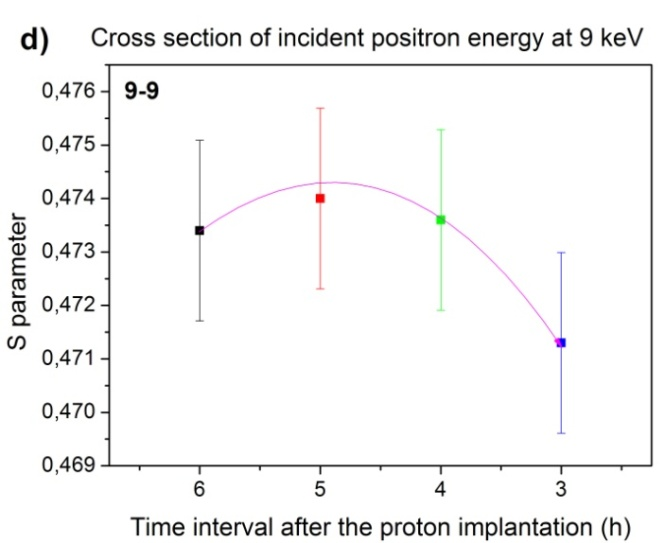 d) Cross section of incident positron energy at 9 keV
9-9
0,476
0,475
0,474
0,473
0,472
0,471
0,470
0,469
S parameter
6 5 4 3
Time interval after the proton implantation (h)